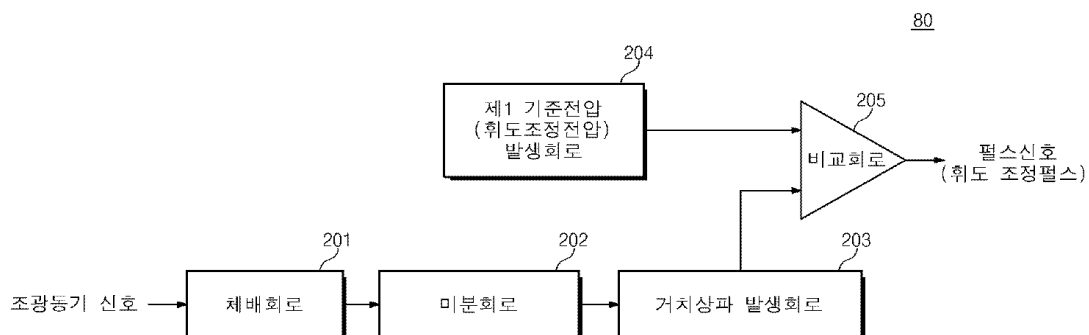 80
204
제1 기준전압
(휘도조정전압)
발생회로
205
비교회로
펄스신호
(휘도 조정펄스)
201
202
203
조광동기 신호
체배회로
미분회로
거치상파 발생회로